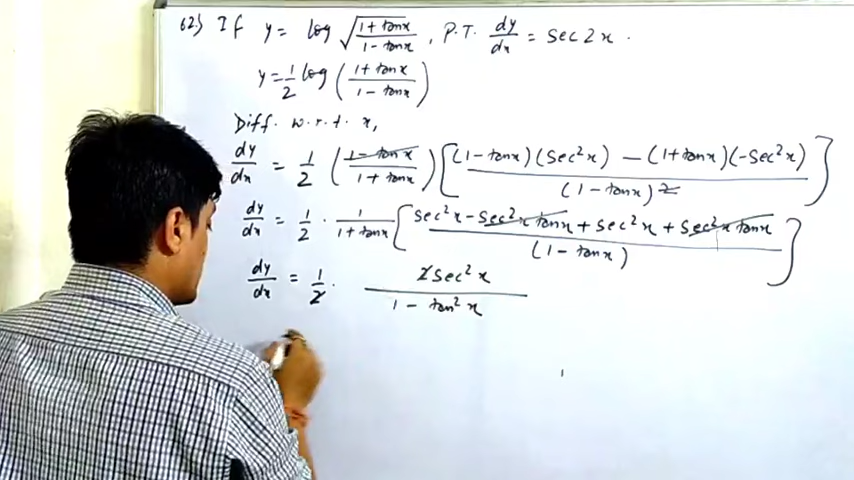 62.) If y = log √(1+tanx / 1-tanx) , P.T. dy/dx = sec2x .
y = 1/2 log (1+tanx / 1-tanx)
Diff. w.r.t. x,
dy/dx = 1/2 (1-tanx / 1+tanx) [(1-tanx)(sec²x) - (1+tanx)(-sec²x) / (1-tanx)²]
dy/dx = 1/2 · 1/1+tanx [sec²x - sec²x tanx + sec²x + sec²x tanx / (1-tanx)]
dy/dx = 1/2 · 2sec²x / 1-tan²x